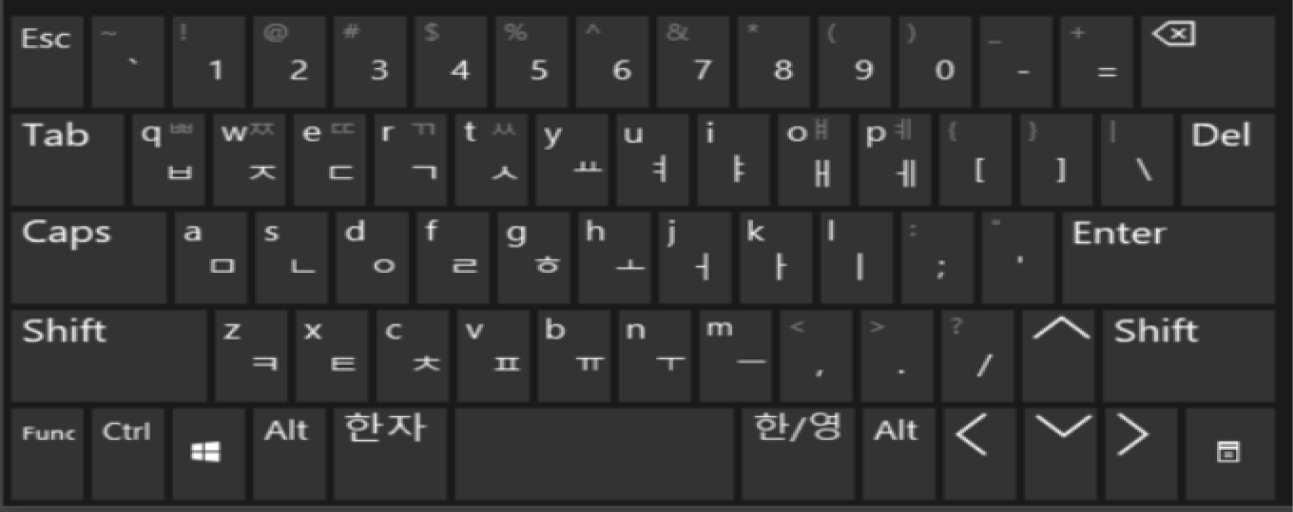 Esc ~ ` ! 1 @ 2 # 3 $ 4 % 5 ^ 6 & 7 * 8 ( 9 ) 0 _ - + =
Tab q ㅃ ㅂ w ㅉ ㅈ e ㄸ ㄷ r ㄲ ㄱ t ㅆ ㅅ y ㅛ u ㅕ i ㅑ o ㅒ ㅐ p ㅖ ㅔ { [ } ] | \ Del
Caps a ㅁ s ㄴ d ㅇ f ㄹ g ㅎ h ㅗ j ㅓ k ㅏ l ㅣ : ; " ' Enter
Shift z ㅋ x ㅌ c ㅊ v ㅍ b ㅠ n ㅜ m ㅡ < , > . ? / Shift
Func Ctrl Alt 한자 한/영 Alt